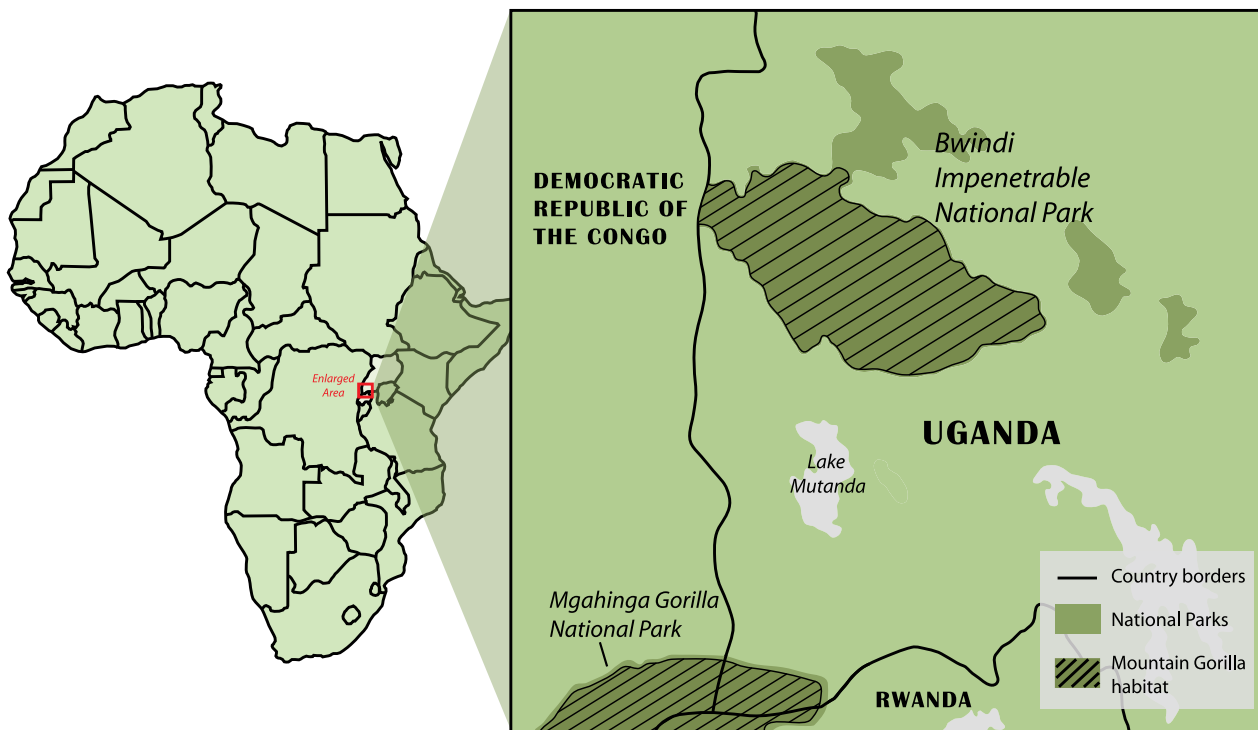 Enlarged
Area
DEMOCRATIC
REPUBLIC OF
THE CONGO
Bwindi
Impenetrable
National Park
UGANDA
Lake
Mutanda
Mgahinga Gorilla
National Park
RWANDA
Country borders
National Parks
Mountain Gorilla
habitat